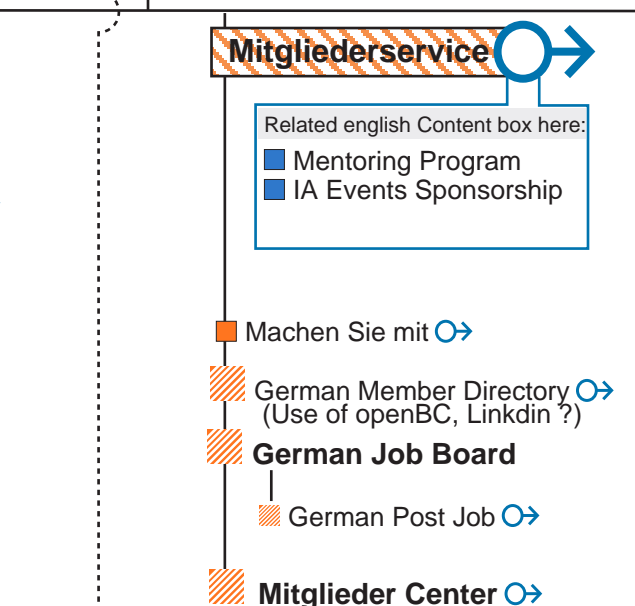 Mitgliederservice
Related english Content box here:
Mentoring Program
IA Events Sponsorship
Machen Sie mit
German Member Directory
(Use of openBC, Linkdin ?)
German Job Board
German Post Job
Mitglieder Center